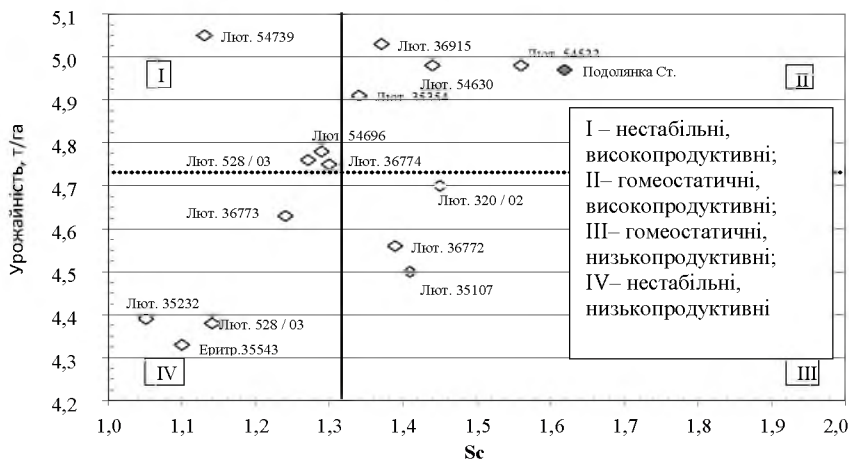 Урожайність, т/га
5,1
5,0
4,9
4,8
4,7
4,6
4,5
4,4
4,3
4,2
I
II
III
IV
Лют. 54739
Лют. 36915
Лют.
Подолянка Ст.
Лют. 54630
Лют.
Лют. 54696
Лют. 528 / 03
Лют. 36774
Лют. 320 / 02
Лют. 36773
Лют. 36772
Лют. 35107
Лют. 35232
Лют. 528 / 03
Еритр.35543
I – нестабільні,
високопродуктивні;
II– гомеостатичні,
високопродуктивні;
III– гомеостатичні,
низькопродуктивні;
IV– нестабільні,
низькопродуктивні
1,0
1,1
1,2
1,3
1,4
1,5
1,6
1,7
1,8
1,9
2,0
Sc